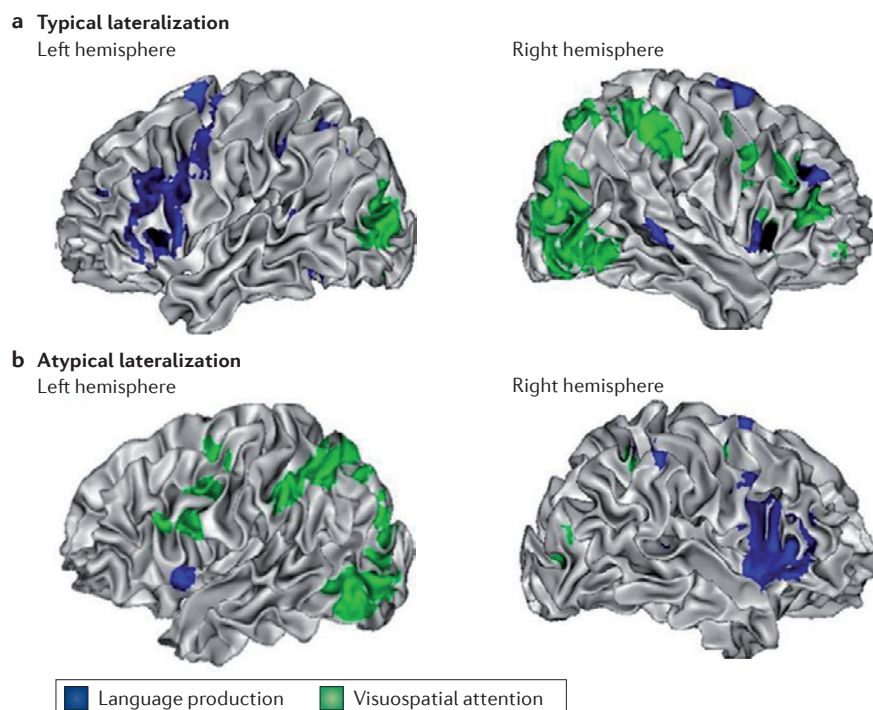 a Typical lateralization
Left hemisphere Right hemisphere
b Atypical lateralization
Left hemisphere Right hemisphere
Language production Visuospatial attention